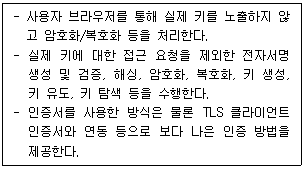 - 사용자 브라우저를 통해 실제 키를 노출하지 않
고 암호화/복호화 등을 처리한다.
- 실제 키에 대한 접근 요청을 제외한 전자서명
생성 및 검증, 해싱, 암호화, 복호화, 키 생성,
키 유도, 키 탐색 등을 수행한다.
- 인증서를 사용한 방식은 물론 TLS 클라이언트
인증서와 연동 등으로 보다 나은 인증 방법을
제공한다.